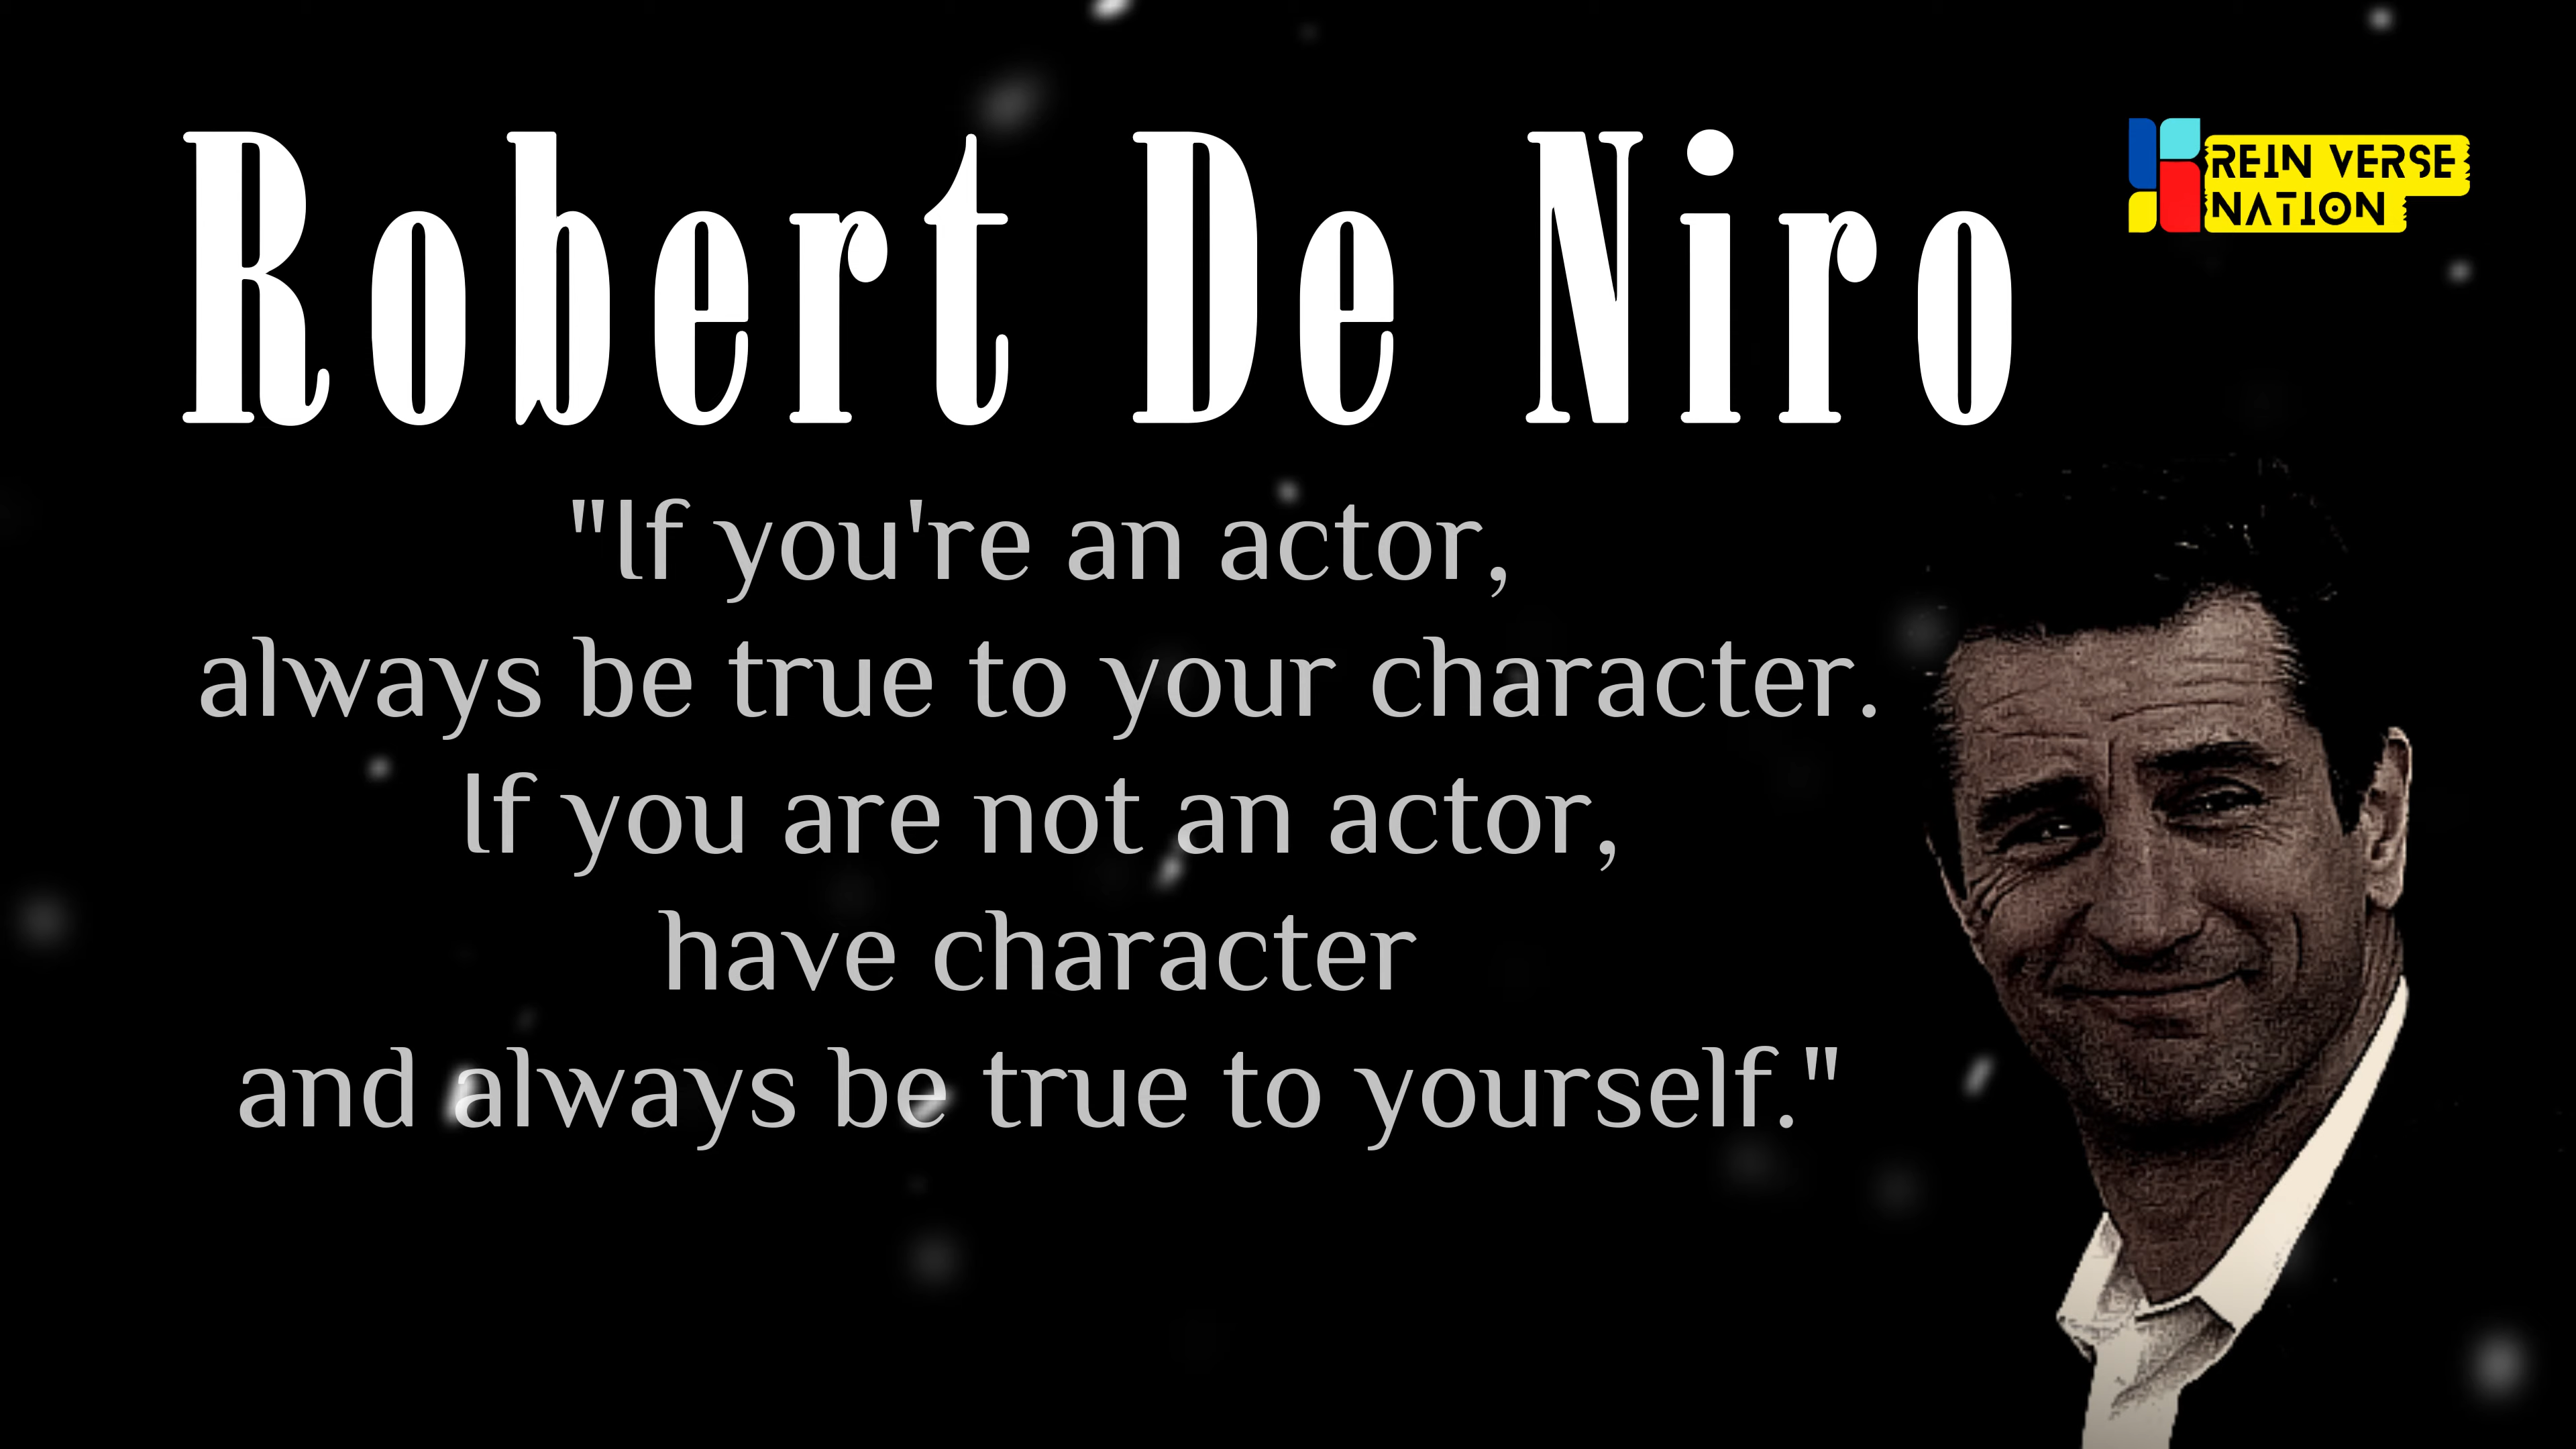 Robert De Niro
REIN VERSE
NATION
"If you're an actor,
always be true to your character.
If you are not an actor,
have character
and always be true to yourself."